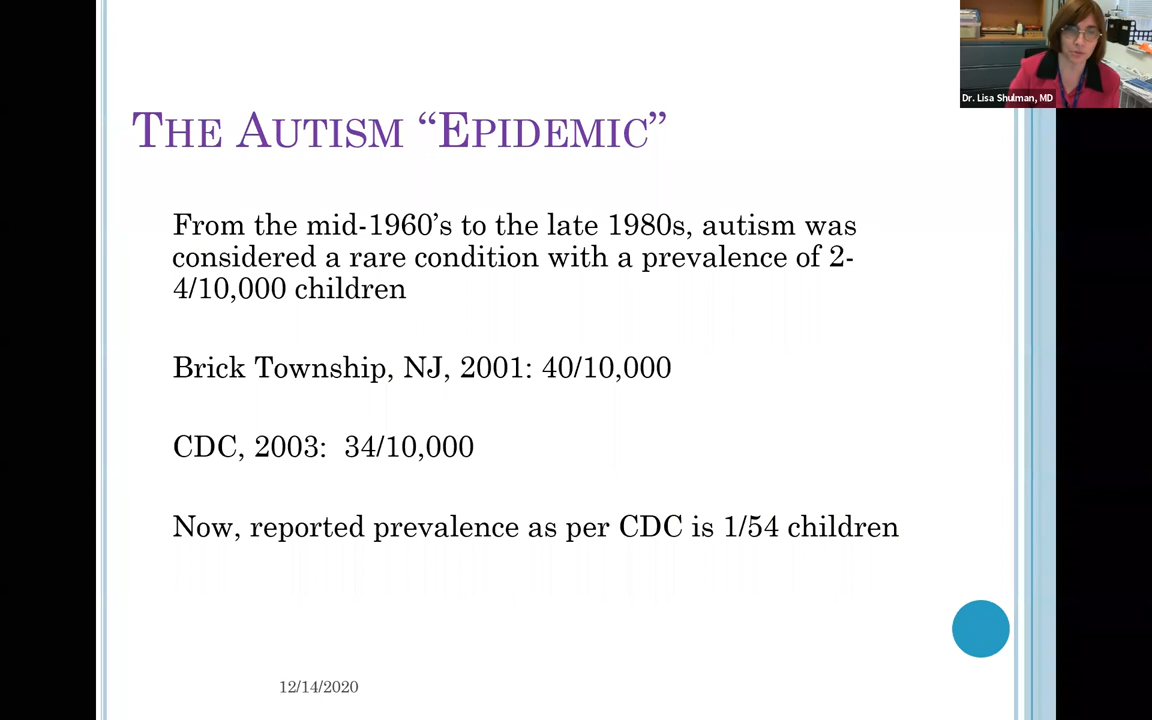 Dr. Lisa Shulman, MD
THE AUTISM “EPIDEMIC”
From the mid-1960’s to the late 1980s, autism was
considered a rare condition with a prevalence of 2-
4/10,000 children
Brick Township, NJ, 2001: 40/10,000
CDC, 2003:  34/10,000
Now, reported prevalence as per CDC is 1/54 children
12/14/2020